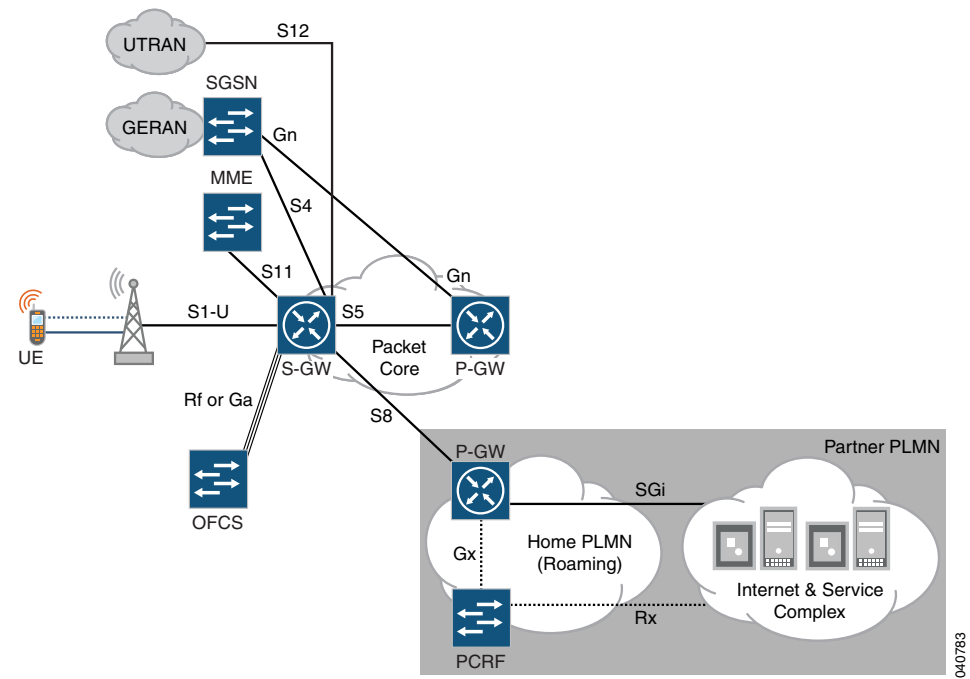 UTRAN
S12
SGSN
GERAN
Gn
MME
S4
S11
Gn
S1-U
S5
UE
Packet
Core
S-GW
P-GW
Rf or Ga
S8
OFCS
Partner PLMN
P-GW
SGi
Home PLMN
(Roaming)
Gx
Internet & Service
Complex
Rx
PCRF
040783